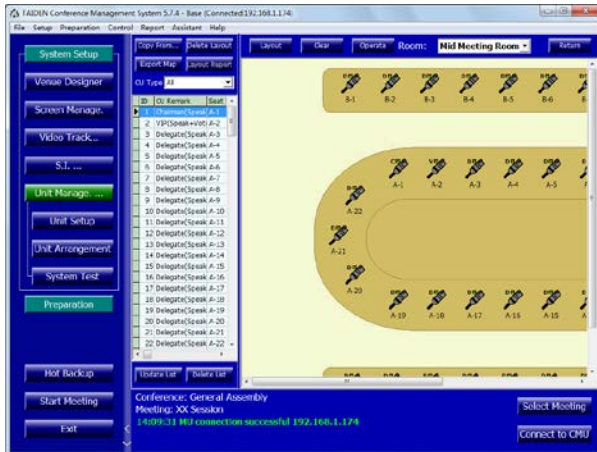 TAIDEN Conference Management System 5.7.4 - Base (Connected:192.168.1.174)
File Setup Preparation Control Report Assistant Help
System Setup
Venue Designer
Screen Manage.
Video Track...
S.I. ...
Unit Manage. ...
Unit Setup
Unit Arrangement
System Test
Preparation
Hot Backup
Start Meeting
Exit
Copy From... Delete Layout
Export Map Layout Report
CU Type All
ID CU Remark Seat
1 Chairman(Speak A-1
2 VIP(Speak+Vot) A-2
3 Delegate(Speak A-3
4 Delegate(Speak A-4
5 Delegate(Speak A-5
6 Delegate(Speak A-6
7 Delegate(Speak A-7
8 Delegate(Speak A-8
9 Delegate(Speak A-9
10 Delegate(Speak A-10
11 Delegate(Speak A-11
12 Delegate(Speak A-12
13 Delegate(Speak A-13
14 Delegate(Speak A-14
15 Delegate(Speak A-15
16 Delegate(Speak A-16
17 Delegate(Speak A-17
18 Delegate(Speak A-18
19 Delegate(Speak A-19
20 Delegate(Speak A-20
21 Delegate(Speak A-21
22 Delegate(Speak A-22
Update List Delete List
Layout Clear Operate Room: Mid Meeting Room Return
B-1 B-2 B-3 B-4 B-5 B-6
A-1 A-2 A-3 A-4 A-5
A-22
A-21
A-20
A-19 A-18 A-17 A-16 A-15
Conference: General Assembly
Meeting: XX Session
14:09:31 MU connection successful 192.168.1.174
Select Meeting
Connect to CMU